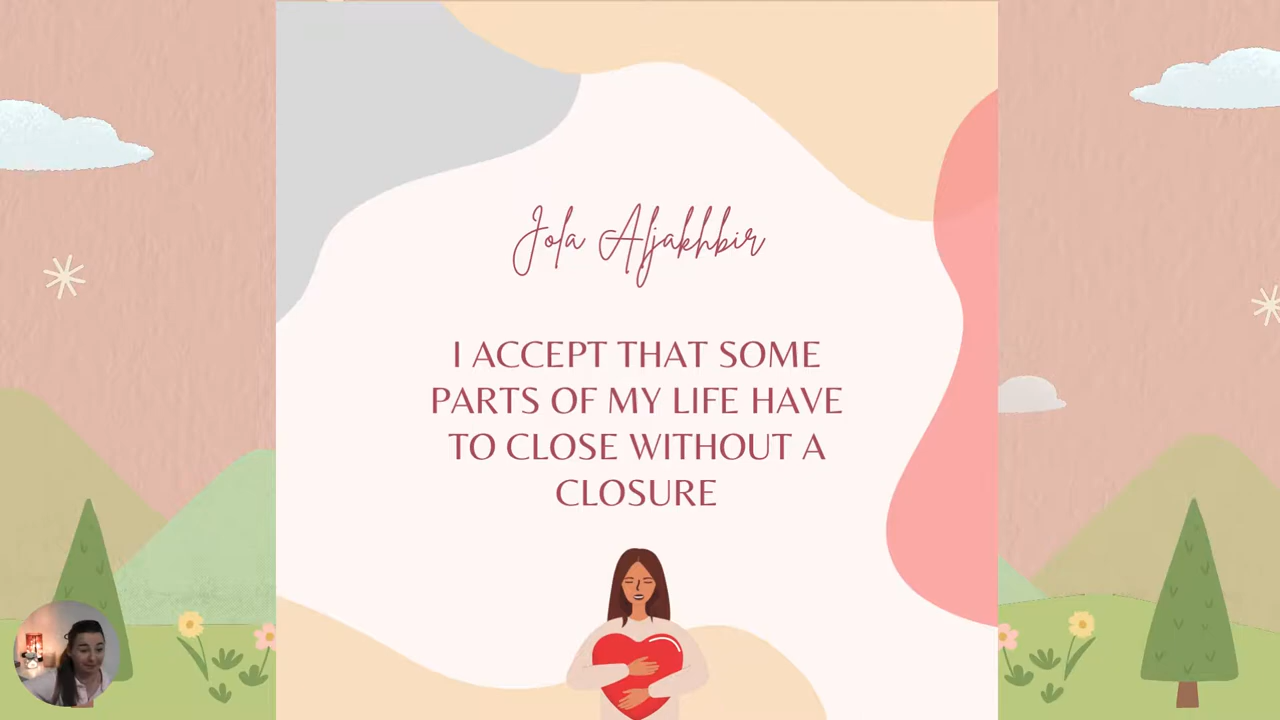 Jola Aljakhbir
I ACCEPT THAT SOME
PARTS OF MY LIFE HAVE
TO CLOSE WITHOUT A
CLOSURE